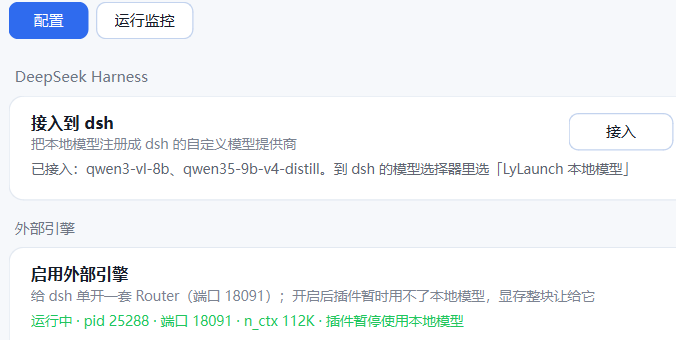 配置 运行监控
DeepSeek Harness
接入到 dsh
把本地模型注册成 dsh 的自定义模型提供商
接入
已接入：qwen3-vl-8b、qwen35-9b-v4-distill。到 dsh 的模型选择器里选「LyLaunch 本地模型」
外部引擎
启用外部引擎
给 dsh 单开一套 Router（端口 18091）；开启后插件暂时用不了本地模型，显存整块让给它
运行中 · pid 25288 · 端口 18091 · n_ctx 112K · 插件暂停使用本地模型